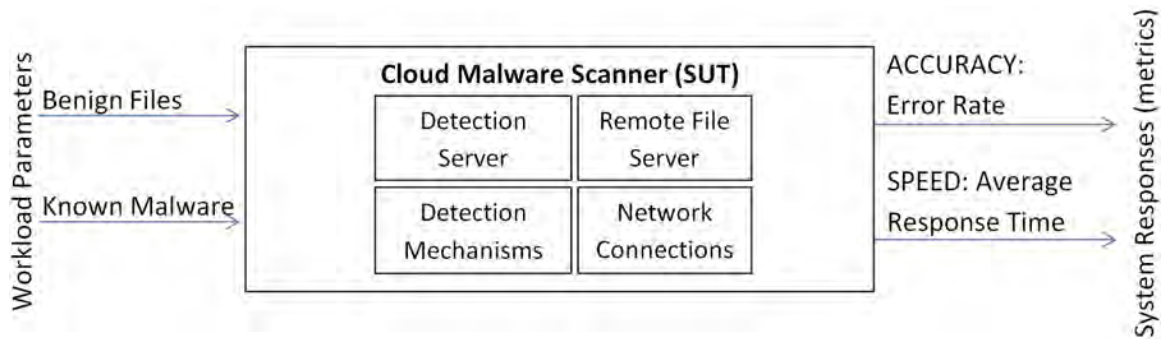 Workload Parameters
Benign Files
Known Malware
Cloud Malware Scanner (SUT)
Detection
Server
Remote File
Server
Detection
Mechanisms
Network
Connections
ACCURACY:
Error Rate
SPEED: Average
Response Time
System Responses (metrics)